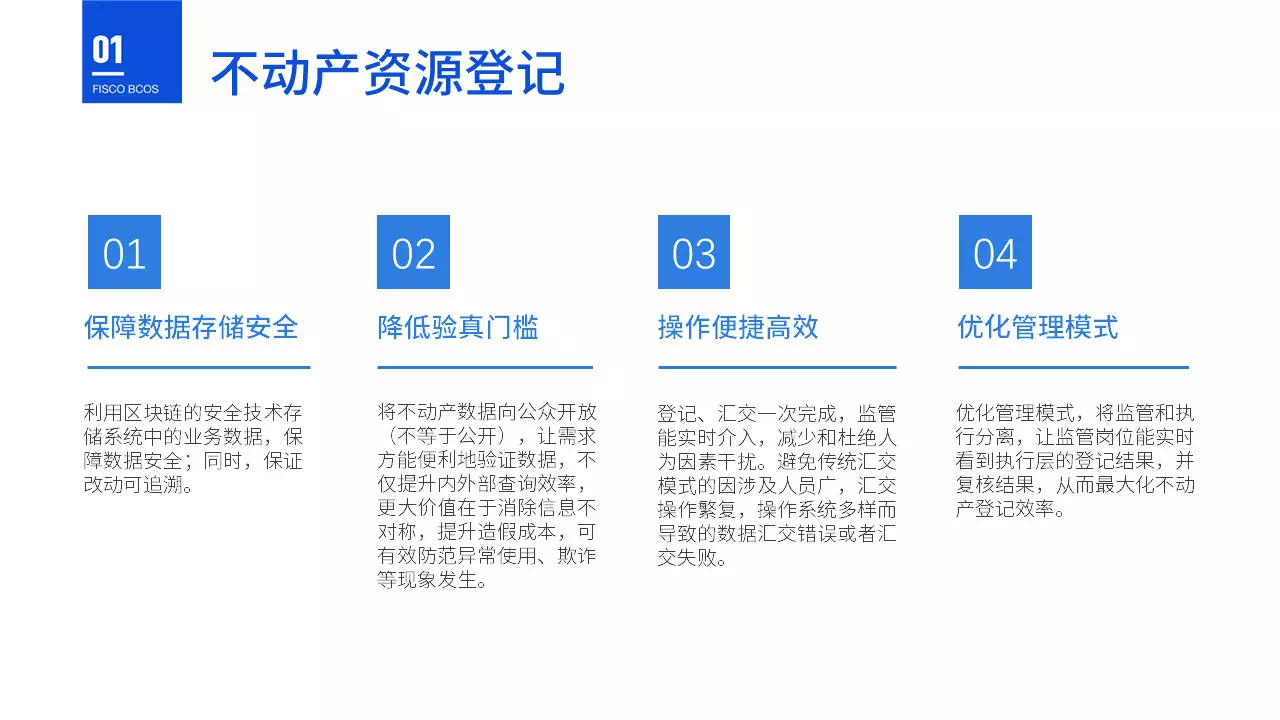 01
FISCO BCOS
不动产资源登记
01
保障数据存储安全
利用区块链的安全技术存
储系统中的业务数据，保
障数据安全；同时，保证
改动可追溯。
02
降低验真门槛
将不动产数据向公众开放
（不等于公开），让需求
方能便利地验证数据，不
仅提升内外部查询效率，
更大价值在于消除信息不
对称，提升造假成本，可
有效防范异常使用、欺诈
等现象发生。
03
操作便捷高效
登记、汇交一次完成，监管
能实时介入，减少和杜绝人
为因素干扰。避免传统汇交
模式的因涉及人员广，汇交
操作繁复，操作系统多样而
导致的数据汇交错误或者汇
交失败。
04
优化管理模式
优化管理模式，将监管和执
行分离，让监管岗位能实时
看到执行层的登记结果，并
复核结果，从而最大化不动
产登记效率。